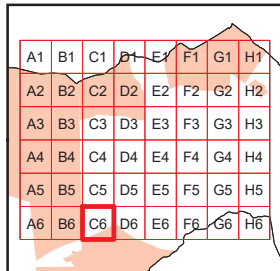 A1 B1 C1 D1 E1 F1 G1 H1
A2 B2 C2 D2 E2 F2 G2 H2
A3 B3 C3 D3 E3 F3 G3 H3
A4 B4 C4 D4 E4 F4 G4 H4
A5 B5 C5 D5 E5 F5 G5 H5
A6 B6 C6 D6 E6 F6 G6 H6